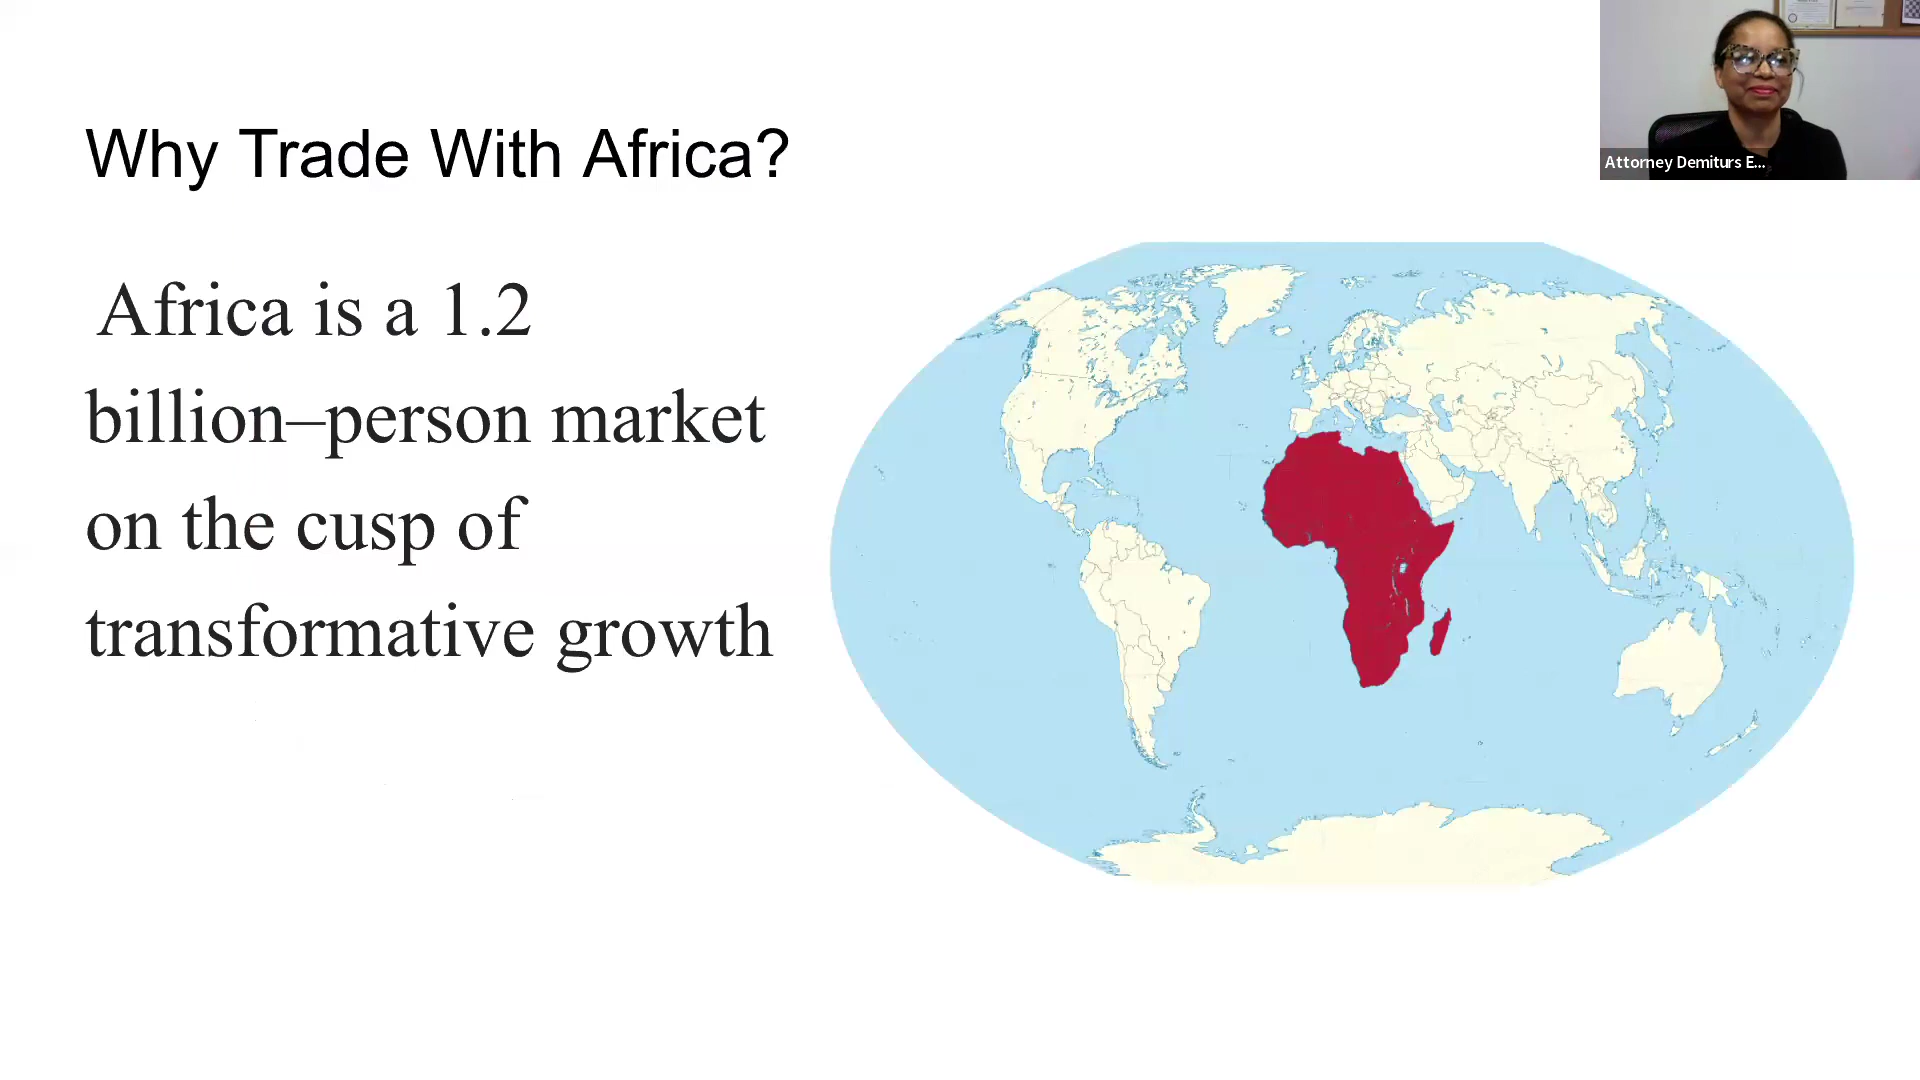 Why Trade With Africa?
Africa is a 1.2
billion–person market
on the cusp of
transformative growth
Attorney Demiturs E...